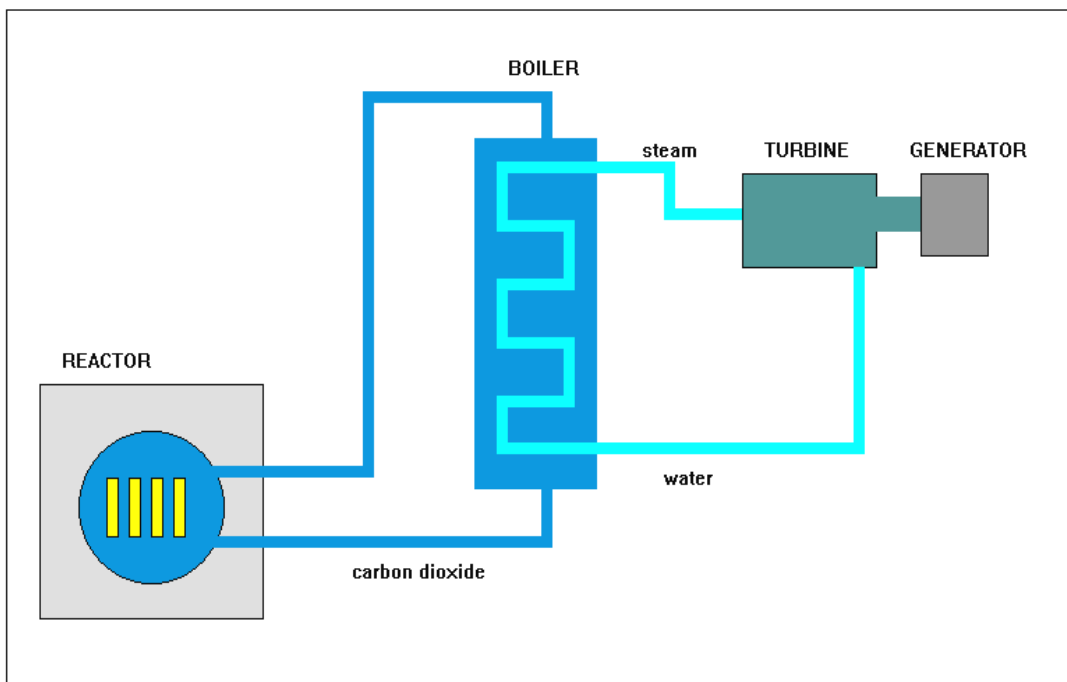 BOILER
steam
TURBINE
GENERATOR
REACTOR
water
carbon dioxide